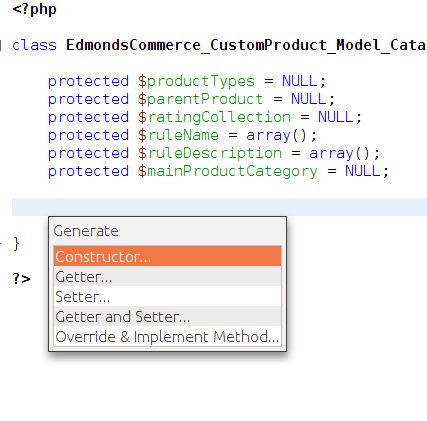 <?php
class EdmondsCommerce_CustomProduct_Model_Cata
protected $productTypes = NULL;
protected $parentProduct = NULL;
protected $ratingCollection = NULL;
protected $ruleName = array();
protected $ruleDescription = array();
protected $mainProductCategory = NULL;
Generate
Constructor...
Getter...
Setter...
Getter and Setter...
Override & Implement Method...
}
?>